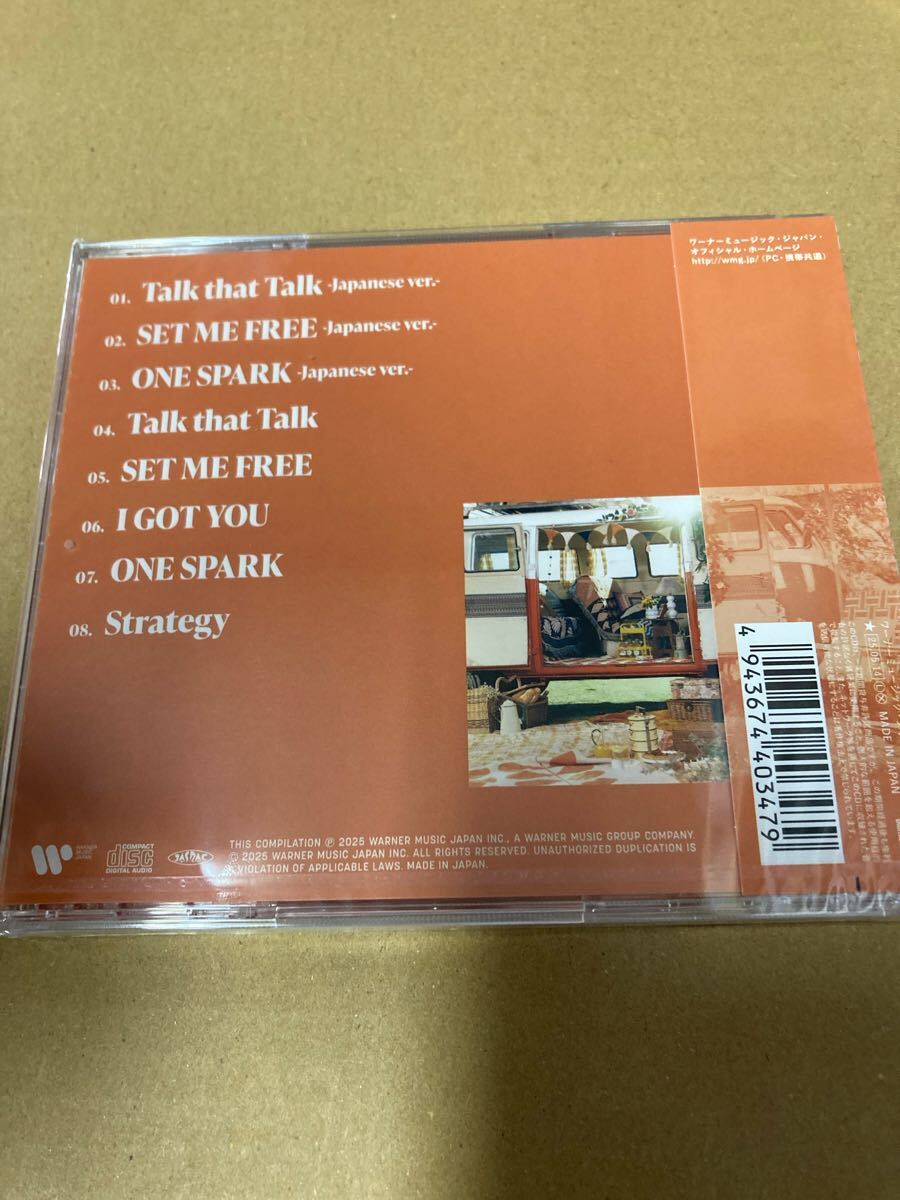 01. Talk that Talk -Japanese ver.-
02. SET ME FREE -Japanese ver.-
03. ONE SPARK -Japanese ver.-
04. Talk that Talk
05. SET ME FREE
06. I GOT YOU
07. ONE SPARK
08. Strategy
WARNER MUSIC JAPAN
COMPACT disc DIGITAL AUDIO
JASRAC
THIS COMPILATION ℗ 2025 WARNER MUSIC JAPAN INC., A WARNER MUSIC GROUP COMPANY.
© 2025 WARNER MUSIC JAPAN INC. ALL RIGHTS RESERVED. UNAUTHORIZED DUPLICATION IS
VIOLATION OF APPLICABLE LAWS. MADE IN JAPAN.
ワーナーミュージック・ジャパン・
オフィシャル・ホームページ
http://wmg.jp/ (PC・携帯共通)
4943674403479
MADE IN JAPAN